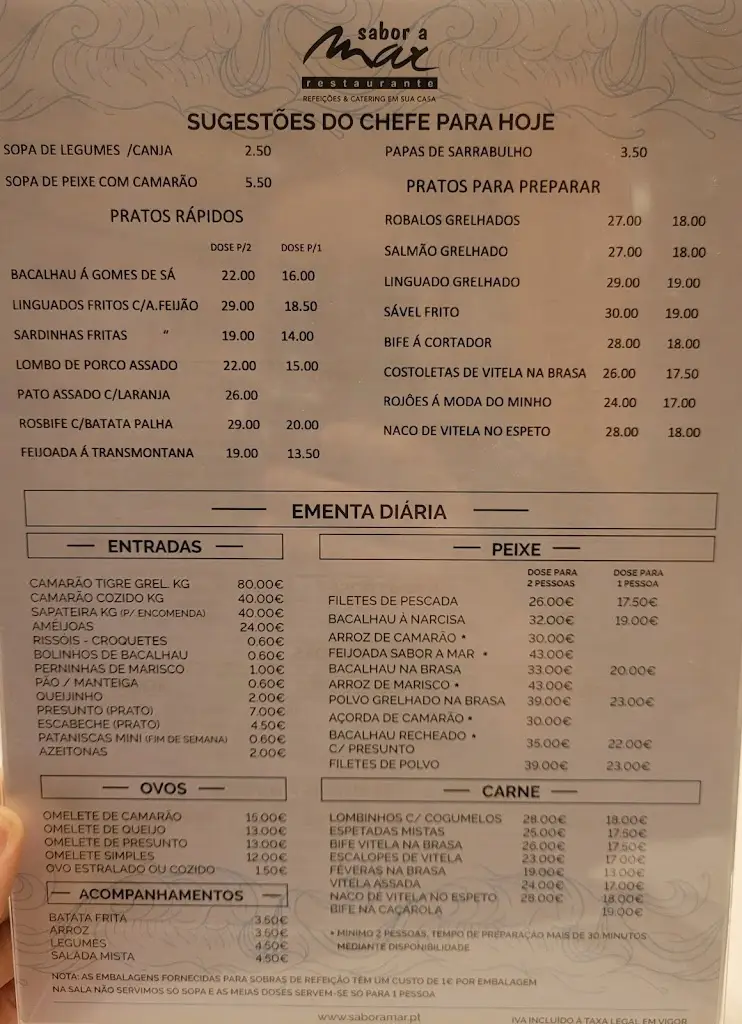 sabor a
mar
restaurante
REFEIÇÕES & CATERING EM SUA CASA
SUGESTÕES DO CHEFE PARA HOJE
SOPA DE LEGUMES /CANJA 2.50
SOPA DE PEIXE COM CAMARÃO 5.50
PRATOS RÁPIDOS
DOSE P/2 DOSE P/1
BACALHAU Á GOMES DE SÁ 22.00 16.00
LINGUADOS FRITOS C/A.FEIJÃO 29.00 18.50
SARDINHAS FRITAS " 19.00 14.00
LOMBO DE PORCO ASSADO 22.00 15.00
PATO ASSADO C/LARANJA 26.00
ROSBIFE C/BATATA PALHA 29.00 20.00
FEIJOADA Á TRANSMONTANA 19.00 13.50
PAPAS DE SARRABULHO 3.50
PRATOS PARA PREPARAR
ROBALOS GRELHADOS 27.00 18.00
SALMÃO GRELHADO 27.00 18.00
LINGUADO GRELHADO 29.00 19.00
SÁVEL FRITO 30.00 19.00
BIFE Á CORTADOR 28.00 18.00
COSTOLETAS DE VITELA NA BRASA 26.00 17.50
ROJÕES Á MODA DO MINHO 24.00 17.00
NACO DE VITELA NO ESPETO 28.00 18.00
EMENTA DIÁRIA
ENTRADAS
CAMARÃO TIGRE GREL. KG 80.00€
CAMARÃO COZIDO KG 40.00€
SAPATEIRA KG (P/ ENCOMENDA) 40.00€
AMÊIJOAS 24.00€
RISSÓIS - CROQUETES 0.60€
BOLINHOS DE BACALHAU 0.60€
PERNINHAS DE MARISCO 1.00€
PÃO / MANTEIGA 0.60€
QUEIJINHO 2.00€
PRESUNTO (PRATO) 7.00€
ESCABECHE (PRATO) 4.50€
PATANISCAS MINI (FIM DE SEMANA) 0.60€
AZEITONAS 2.00€
OVOS
OMELETE DE CAMARÃO 15.00€
OMELETE DE QUEIJO 13.00€
OMELETE DE PRESUNTO 13.00€
OMELETE SIMPLES 12.00€
OVO ESTRALADO OU COZIDO 1.50€
ACOMPANHAMENTOS
BATATA FRITA 3.50€
ARROZ 3.50€
LEGUMES 4.50€
SALADA MISTA 4.50€
PEIXE
DOSE PARA DOSE PARA
2 PESSOAS 1 PESSOA
FILETES DE PESCADA 26.00€ 17.50€
BACALHAU À NARCISA 32.00€ 19.00€
ARROZ DE CAMARÃO * 30.00€
FEIJOADA SABOR A MAR * 43.00€
BACALHAU NA BRASA 33.00€ 20.00€
ARROZ DE MARISCO * 43.00€
POLVO GRELHADO NA BRASA 39.00€ 23.00€
AÇORDA DE CAMARÃO * 30.00€
BACALHAU RECHEADO *
C/ PRESUNTO 35.00€ 22.00€
FILETES DE POLVO 39.00€ 23.00€
CARNE
LOMBINHOS C/ COGUMELOS 28.00€ 18.00€
ESPETADAS MISTAS 25.00€ 17.50€
BIFE VITELA NA BRASA 26.00€ 17.50€
ESCALOPES DE VITELA 23.00€ 17.00€
FÊVERAS NA BRASA 19.00€ 13.00€
VITELA ASSADA 24.00€ 17.00€
NACO DE VITELA NO ESPETO 28.00€ 18.00€
BIFE NA CAÇAROLA 19.00€
* MINIMO 2 PESSOAS, TEMPO DE PREPARAÇÃO MAIS DE 30 MINUTOS
MEDIANTE DISPONIBILIDADE
NOTA: AS EMBALAGENS FORNECIDAS PARA SOBRAS DE REFEIÇÃO TÊM UM CUSTO DE 1€ POR EMBALAGEM
NA SALA NÃO SERVIMOS SÓ SOPA E AS MEIAS DOSES SERVEM-SE SÓ PARA 1 PESSOA
www.saboramar.pt
IVA INCLUÍDO À TAXA LEGAL EM VIGOR